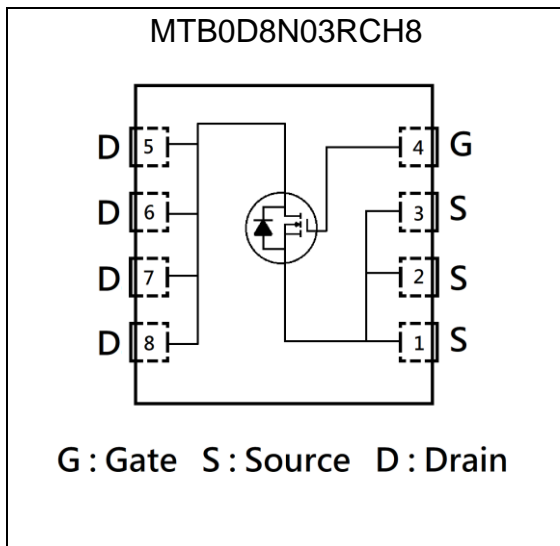 MTB0D8N03RCH8
D 5 4 G
D 6 3 S
D 7 2 S
D 8 1 S
G : Gate S : Source D : Drain